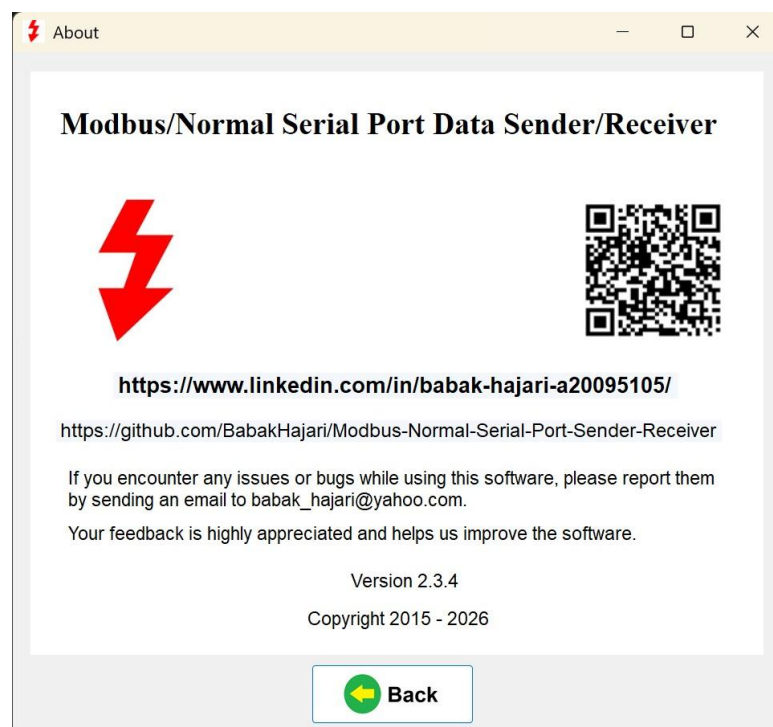 About
Modbus/Normal Serial Port Data Sender/Receiver
https://www.linkedin.com/in/babak-hajari-a20095105/
https://github.com/BabakHajari/Modbus-Normal-Serial-Port-Sender-Receiver
If you encounter any issues or bugs while using this software, please report them
by sending an email to babak_hajari@yahoo.com.
Your feedback is highly appreciated and helps us improve the software.
Version 2.3.4
Copyright 2015 - 2026
Back